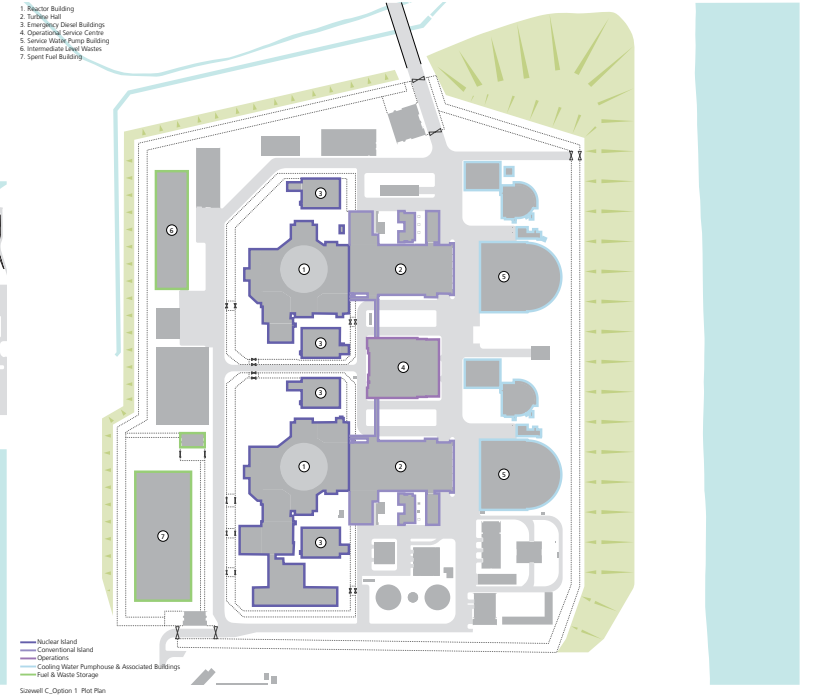 1. Reactor Building
2. Turbine Hall
3. Emergency Diesel Buildings
4. Operational Service Centre
5. Service Water Pump Building
6. Intermediate Level Wastes
7. Spent Fuel Building
3
6
1
2
5
3
4
3
1
2
5
7
3
Nuclear Island
Conventional Island
Operations
Cooling Water Pumphouse & Associated Buildings
Fuel & Waste Storage
Sizewell C_Option 1 Plot Plan